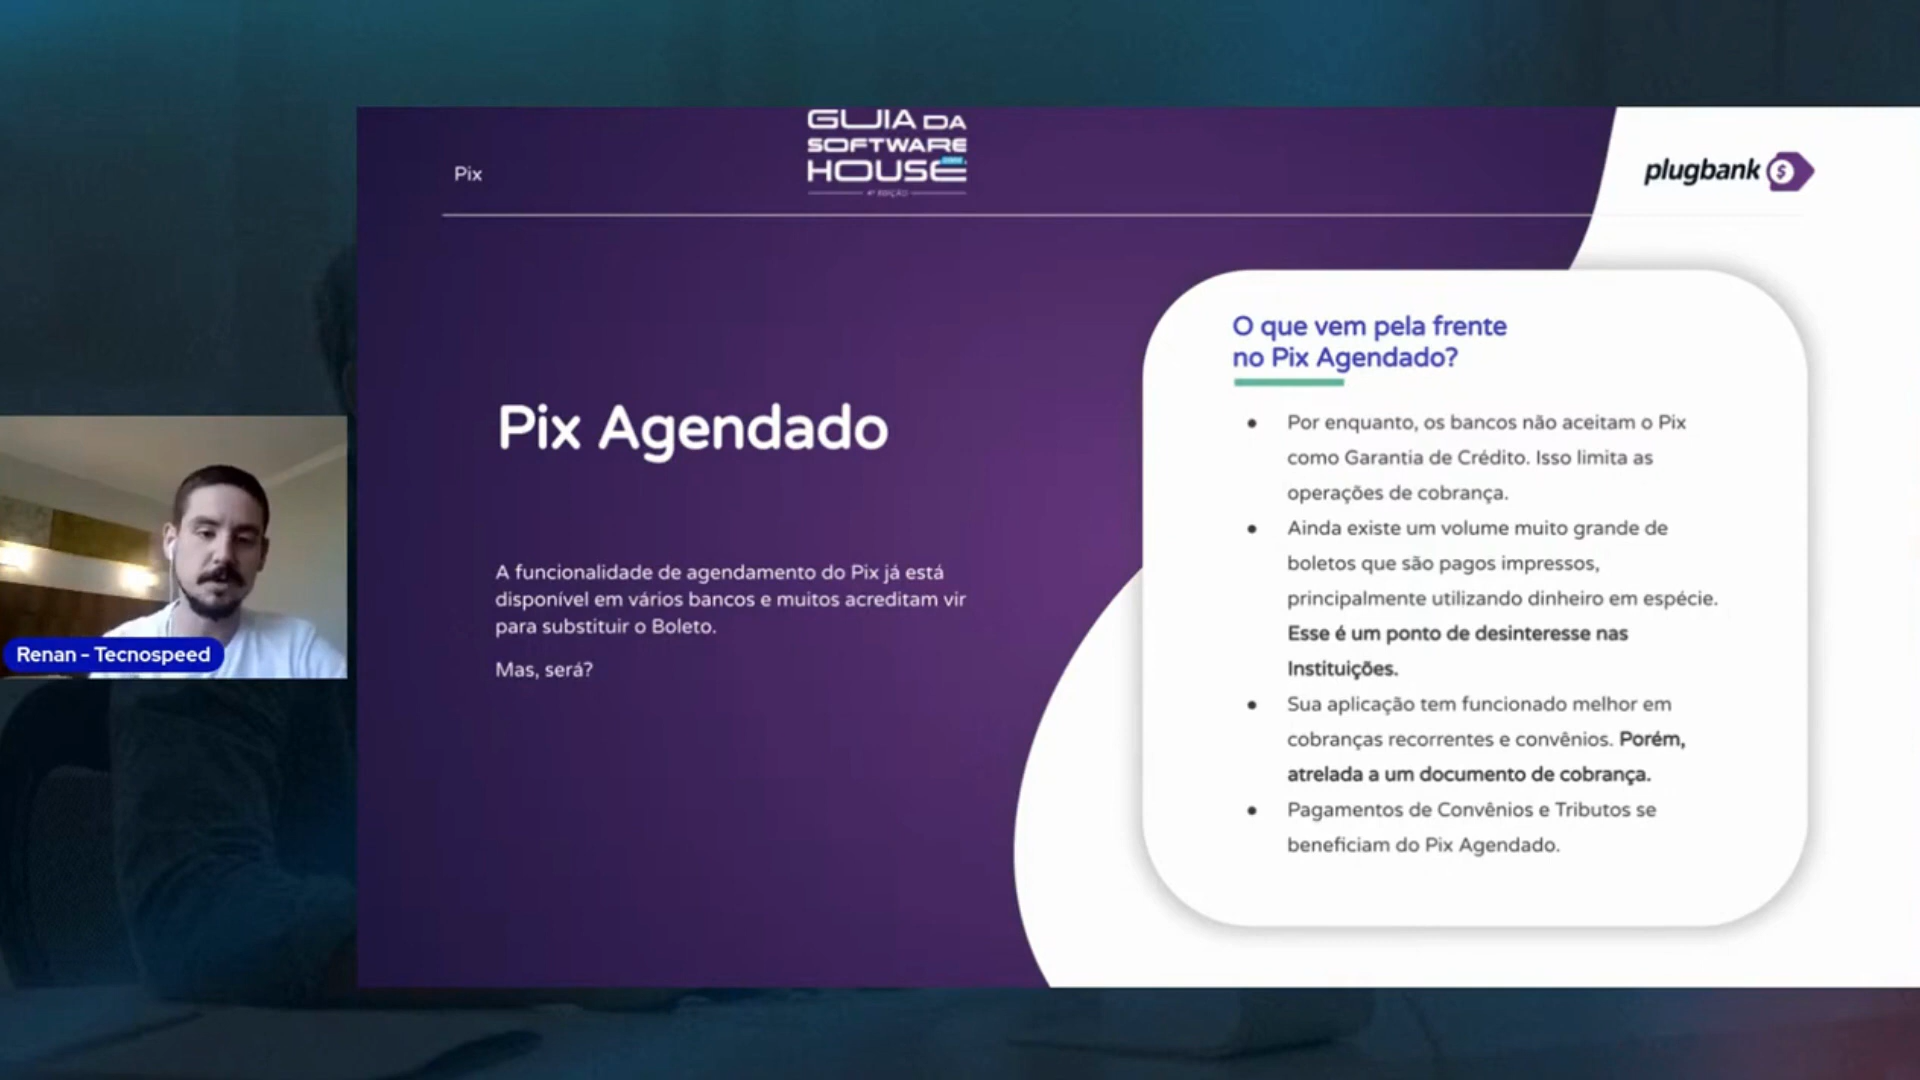 GUIA DA
SOFTWARE
HOUSE
4ª EDIÇÃO
Pix
plugbank
$
Pix Agendado
A funcionalidade de agendamento do Pix já está
disponível em vários bancos e muitos acreditam vir
para substituir o Boleto.
Mas, será?
O que vem pela frente
no Pix Agendado?
• Por enquanto, os bancos não aceitam o Pix
como Garantia de Crédito. Isso limita as
operações de cobrança.
• Ainda existe um volume muito grande de
boletos que são pagos impressos,
principalmente utilizando dinheiro em espécie.
Esse é um ponto de desinteresse nas
Instituições.
• Sua aplicação tem funcionado melhor em
cobranças recorrentes e convênios. Porém,
atrelada a um documento de cobrança.
• Pagamentos de Convênios e Tributos se
beneficiam do Pix Agendado.
Renan - Tecnospeed